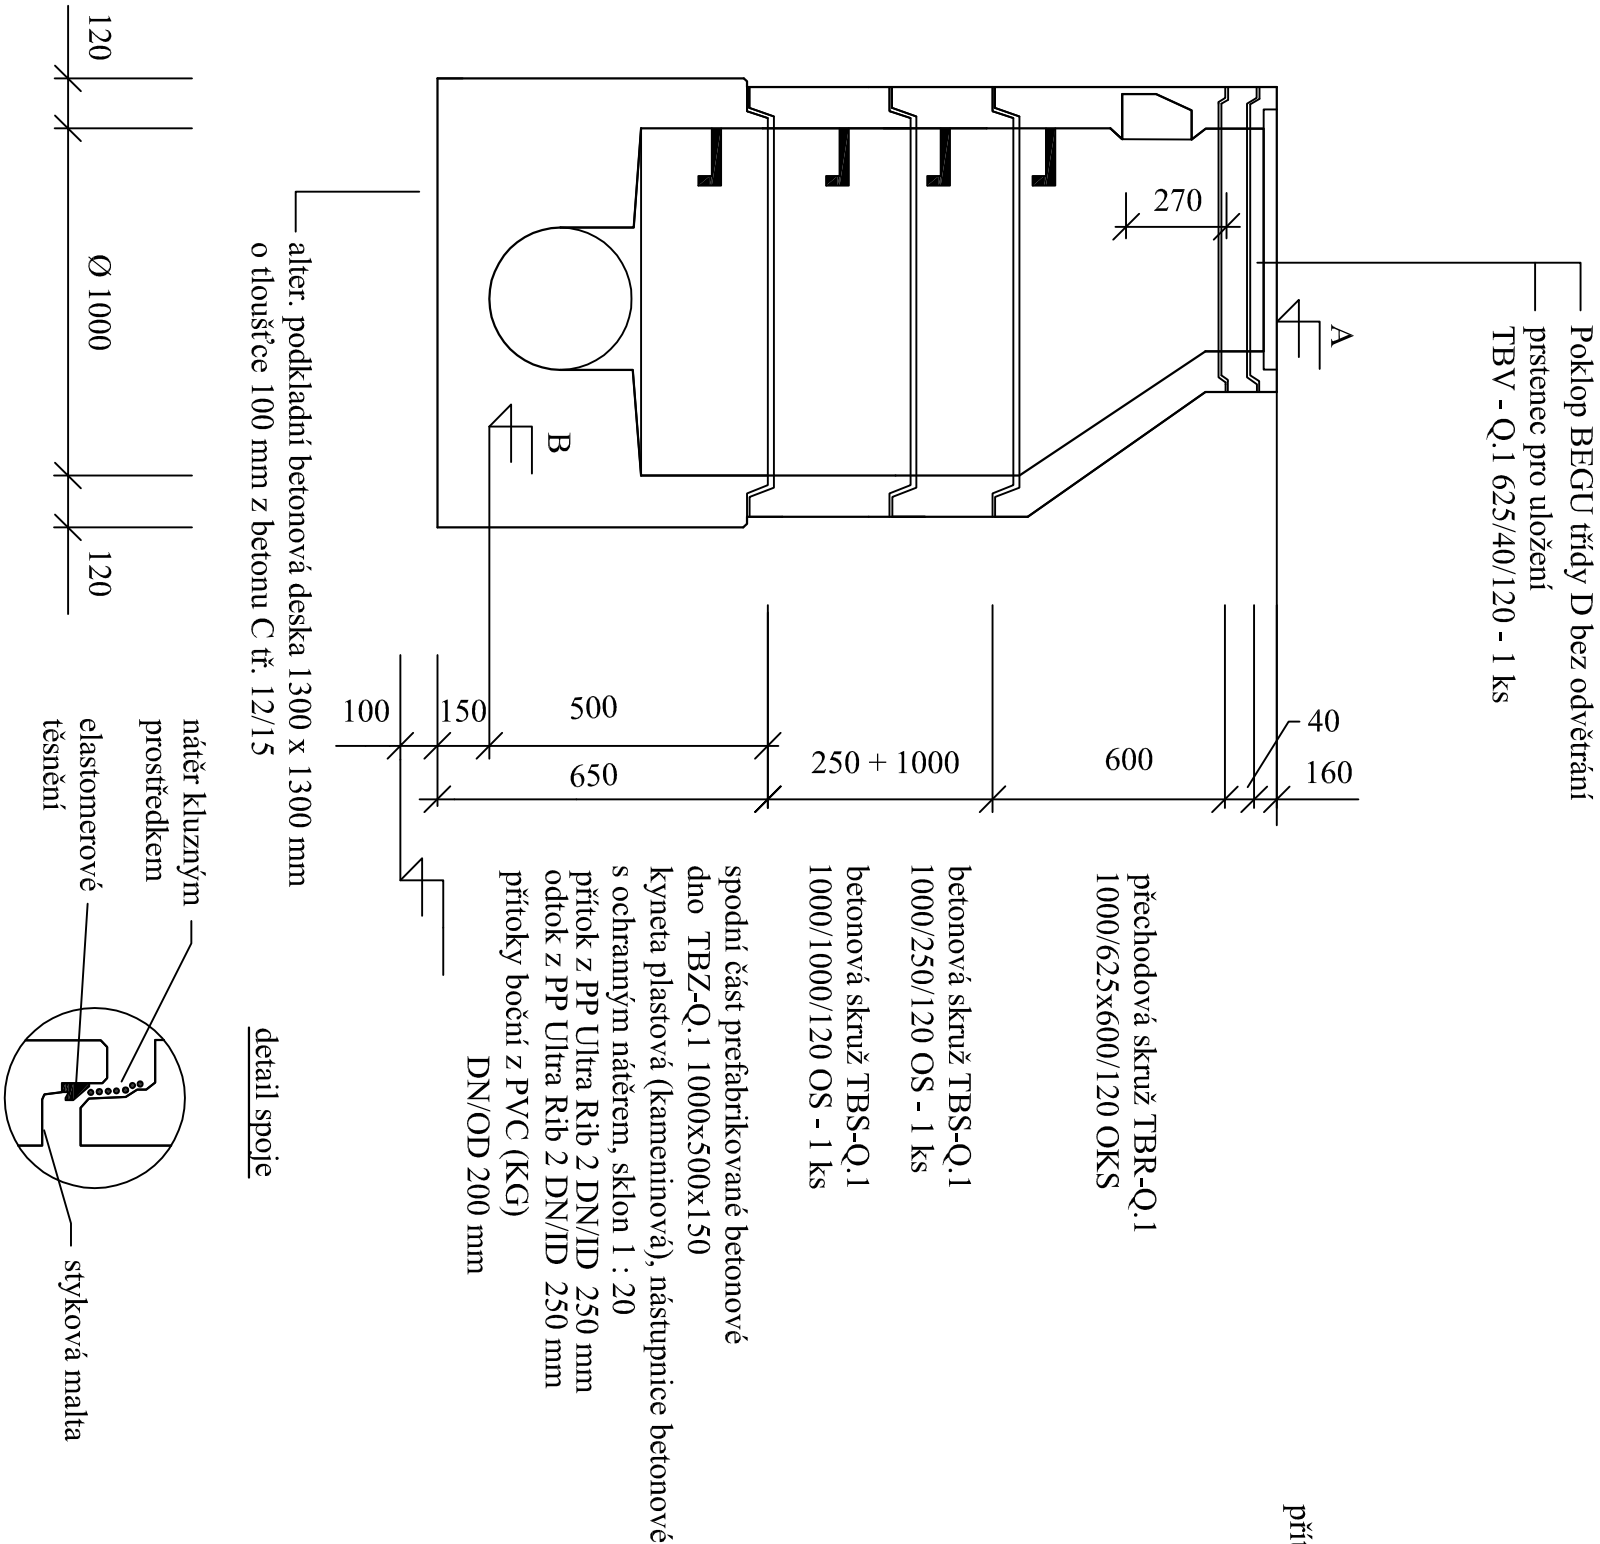 Poklop BEGU třídy D bez odvětrání
prstenec pro uložení
TBV - Q.1 625/40/120 - 1 ks
A
270
B
40
160
600
250 + 1000
500
650
150
100
přechodová skruž TBR-Q.1
1000/625x600/120 OKS
betonová skruž TBS-Q.1
1000/250/120 OS - 1 ks
betonová skruž TBS-Q.1
1000/1000/120 OS - 1 ks
spodní část prefabrikované betonové
dno TBZ-Q.1 1000x500x150
kyneta plastová (kameninová), nástupnice betonové
s ochranným nátěrem, sklon 1 : 20
přítok z PP Ultra Rib 2 DN/ID 250 mm
odtok z PP Ultra Rib 2 DN/ID 250 mm
přítoky boční z PVC (KG)
DN/OD 200 mm
alter. podkladní betonová deska 1300 x 1300 mm
o tloušťce 100 mm z betonu C tř. 12/15
120
Ø 1000
120
detail spoje
nátěr kluzným
prostředkem
elastomerové
těsnění
styková malta